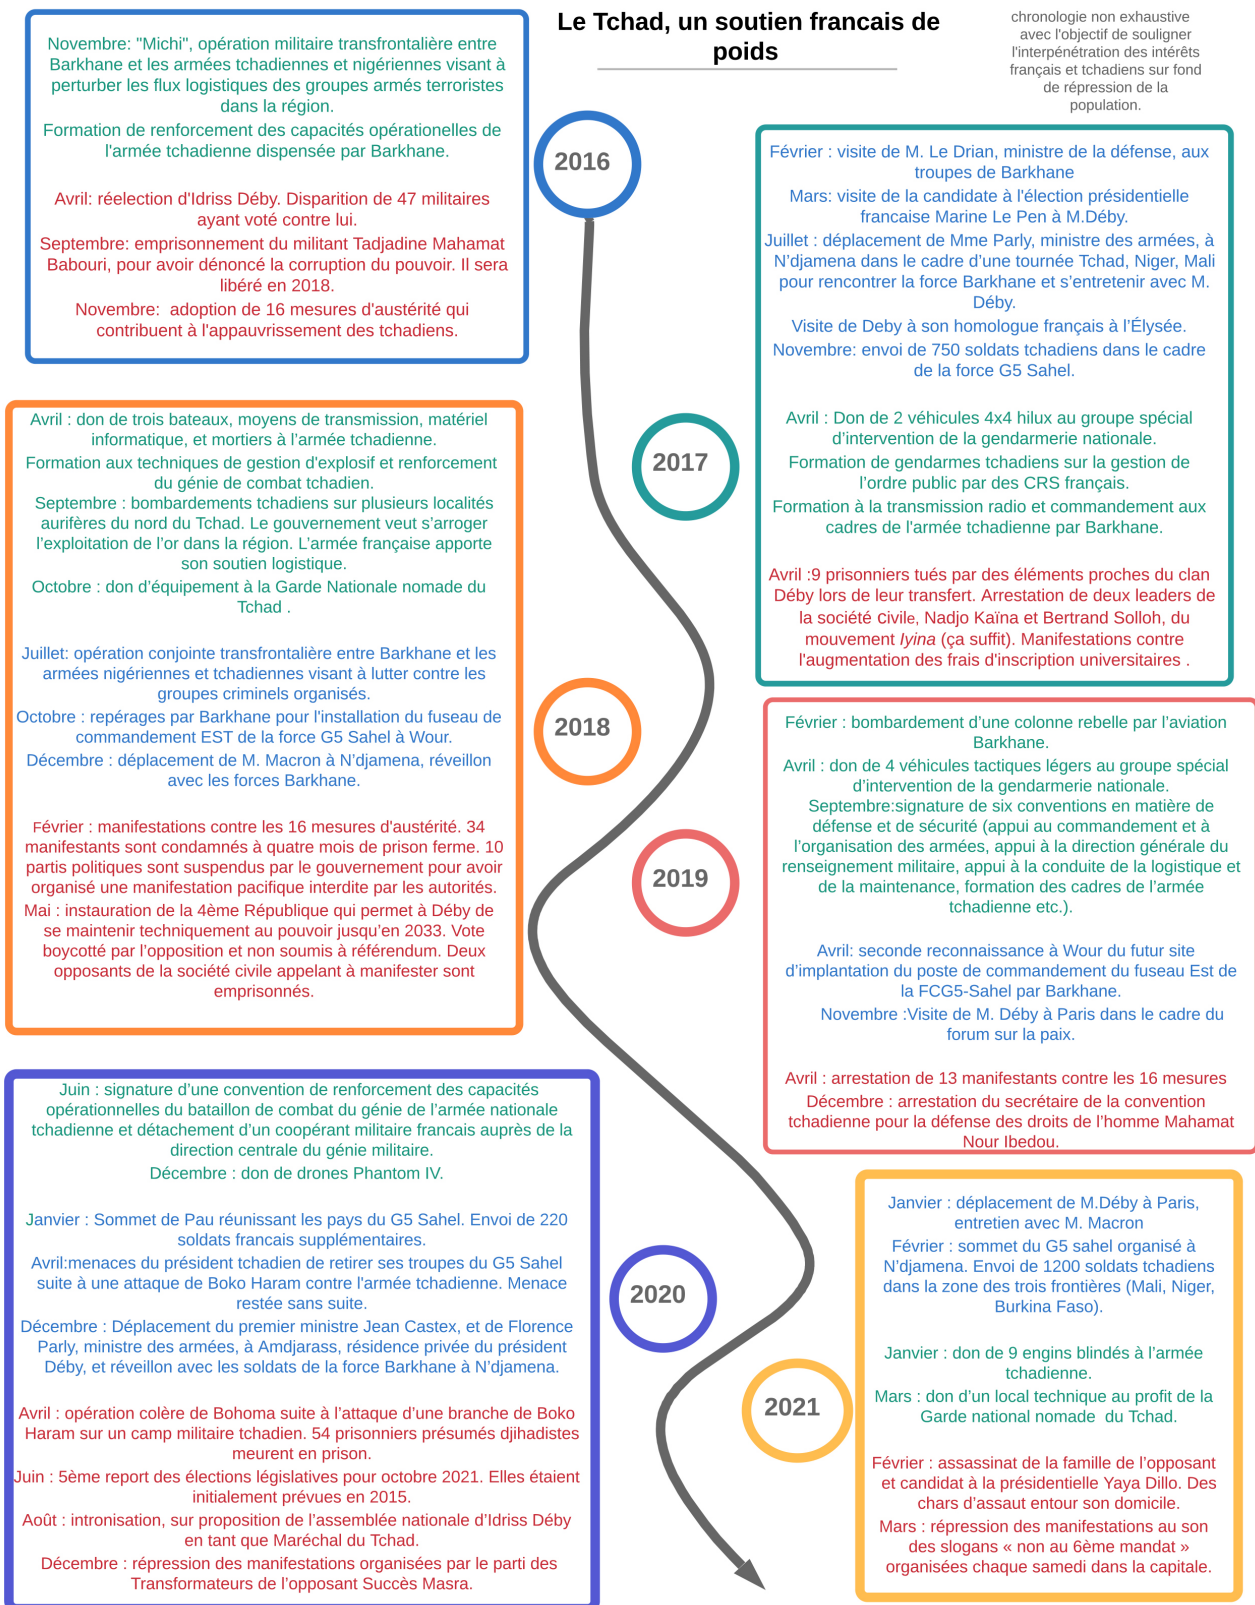 Le Tchad, un soutien francais de
poids
chronologie non exhaustive
avec l'objectif de souligner
l'interpénétration des intérêts
français et tchadiens sur fond
de répression de la
population.
2016
Novembre: "Michi", opération militaire transfrontalière entre
Barkhane et les armées tchadiennes et nigériennes visant à
perturber les flux logistiques des groupes armés terroristes
dans la région.
Formation de renforcement des capacités opérationelles de
l'armée tchadienne dispensée par Barkhane.
Avril: réelection d'Idriss Déby. Disparition de 47 militaires
ayant voté contre lui.
Septembre: emprisonnement du militant Tadjadine Mahamat
Babouri, pour avoir dénoncé la corruption du pouvoir. Il sera
libéré en 2018.
Novembre: adoption de 16 mesures d'austérité qui
contribuent à l'appauvrissement des tchadiens.
2017
Février : visite de M. Le Drian, ministre de la défense, aux
troupes de Barkhane
Mars: visite de la candidate à l'élection présidentielle
francaise Marine Le Pen à M.Déby.
Juillet : déplacement de Mme Parly, ministre des armées, à
N’djamena dans le cadre d’une tournée Tchad, Niger, Mali
pour rencontrer la force Barkhane et s’entretenir avec M.
Déby.
Visite de Deby à son homologue français à l’Élysée.
Novembre: envoi de 750 soldats tchadiens dans le cadre
de la force G5 Sahel.
Avril : Don de 2 véhicules 4x4 hilux au groupe spécial
d’intervention de la gendarmerie nationale.
Formation de gendarmes tchadiens sur la gestion de
l’ordre public par des CRS français.
Formation à la transmission radio et commandement aux
cadres de l'armée tchadienne par Barkhane.
Avril :9 prisonniers tués par des éléments proches du clan
Déby lors de leur transfert. Arrestation de deux leaders de
la société civile, Nadjo Kaïna et Bertrand Solloh, du
mouvement Iyina (ça suffit). Manifestations contre
l'augmentation des frais d'inscription universitaires .
2018
Avril : don de trois bateaux, moyens de transmission, matériel
informatique, et mortiers à l’armée tchadienne.
Formation aux techniques de gestion d'explosif et renforcement
du génie de combat tchadien.
Septembre : bombardements tchadiens sur plusieurs localités
aurifères du nord du Tchad. Le gouvernement veut s’arroger
l’exploitation de l’or dans la région. L’armée française apporte
son soutien logistique.
Octobre : don d’équipement à la Garde Nationale nomade du
Tchad .
Juillet: opération conjointe transfrontalière entre Barkhane et les
armées nigériennes et tchadiennes visant à lutter contre les
groupes criminels organisés.
Octobre : repérages par Barkhane pour l'installation du fuseau de
commandement EST de la force G5 Sahel à Wour.
Décembre : déplacement de M. Macron à N’djamena, réveillon
avec les forces Barkhane.
Février : manifestations contre les 16 mesures d'austérité. 34
manifestants sont condamnés à quatre mois de prison ferme. 10
partis politiques sont suspendus par le gouvernement pour avoir
organisé une manifestation pacifique interdite par les autorités.
Mai : instauration de la 4ème République qui permet à Déby de
se maintenir techniquement au pouvoir jusqu’en 2033. Vote
boycotté par l’opposition et non soumis à référendum. Deux
opposants de la société civile appelant à manifester sont
emprisonnés.
2019
Février : bombardement d’une colonne rebelle par l’aviation
Barkhane.
Avril : don de 4 véhicules tactiques légers au groupe spécial
d’intervention de la gendarmerie nationale.
Septembre:signature de six conventions en matière de
défense et de sécurité (appui au commandement et à
l’organisation des armées, appui à la direction générale du
renseignement militaire, appui à la conduite de la logistique et
de la maintenance, formation des cadres de l’armée
tchadienne etc.).
Avril: seconde reconnaissance à Wour du futur site
d’implantation du poste de commandement du fuseau Est de
la FCG5-Sahel par Barkhane.
Novembre :Visite de M. Déby à Paris dans le cadre du
forum sur la paix.
Avril : arrestation de 13 manifestants contre les 16 mesures
Décembre : arrestation du secrétaire de la convention
tchadienne pour la défense des droits de l’homme Mahamat
Nour Ibedou.
2020
Juin : signature d’une convention de renforcement des capacités
opérationnelles du bataillon de combat du génie de l’armée nationale
tchadienne et détachement d’un coopérant militaire francais auprès de la
direction centrale du génie militaire.
Décembre : don de drones Phantom IV.
Janvier : Sommet de Pau réunissant les pays du G5 Sahel. Envoi de 220
soldats francais supplémentaires.
Avril:menaces du président tchadien de retirer ses troupes du G5 Sahel
suite à une attaque de Boko Haram contre l'armée tchadienne. Menace
restée sans suite.
Décembre : Déplacement du premier ministre Jean Castex, et de Florence
Parly, ministre des armées, à Amdjarass, résidence privée du président
Déby, et réveillon avec les soldats de la force Barkhane à N’djamena.
Avril : opération colère de Bohoma suite à l’attaque d’une branche de Boko
Haram sur un camp militaire tchadien. 54 prisonniers présumés djihadistes
meurent en prison.
Juin : 5ème report des élections législatives pour octobre 2021. Elles étaient
initialement prévues en 2015.
Août : intronisation, sur proposition de l’assemblée nationale d’Idriss Déby
en tant que Maréchal du Tchad.
Décembre : répression des manifestations organisées par le parti des
Transformateurs de l’opposant Succès Masra.
2021
Janvier : déplacement de M.Déby à Paris,
entretien avec M. Macron
Février : sommet du G5 sahel organisé à
N’djamena. Envoi de 1200 soldats tchadiens
dans la zone des trois frontières (Mali, Niger,
Burkina Faso).
Janvier : don de 9 engins blindés à l’armée
tchadienne.
Mars : don d’un local technique au profit de la
Garde national nomade du Tchad.
Février : assassinat de la famille de l’opposant
et candidat à la présidentielle Yaya Dillo. Des
chars d’assaut entour son domicile.
Mars : répression des manifestations au son
des slogans « non au 6ème mandat »
organisées chaque samedi dans la capitale.